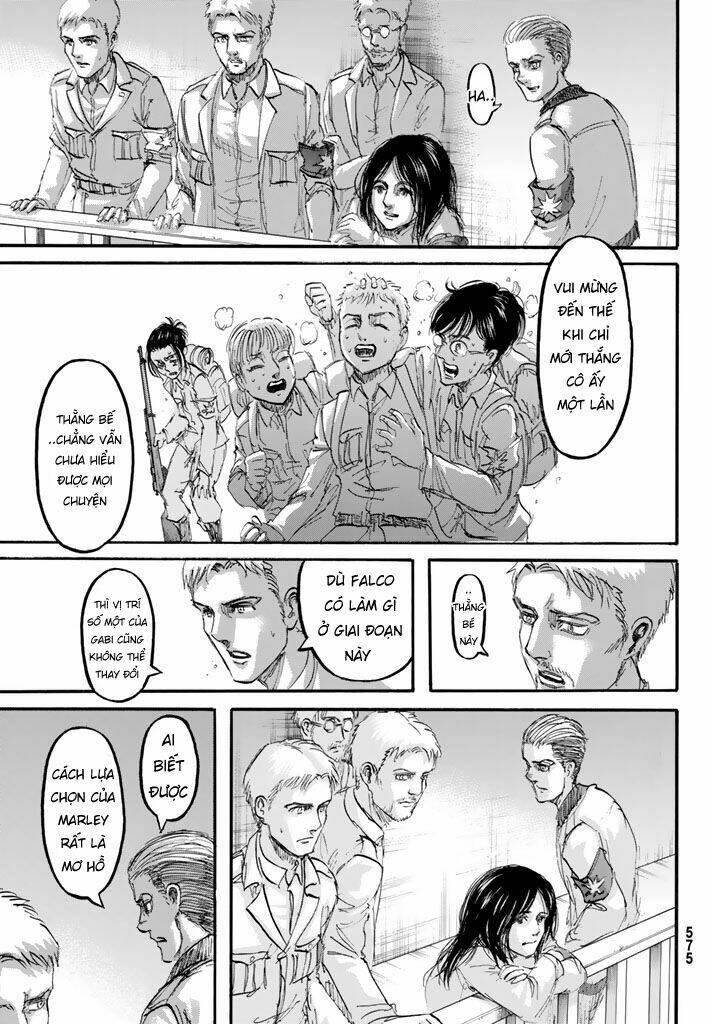 HA..
VUI MỪNG
ĐẾN THẾ
KHI CHỈ
MỚI THẮNG
CÔ ẤY
MỘT LẦN
THẰNG BÉ
..CHẲNG VẪN
CHƯA HIỂU
ĐƯỢC MỌI
CHUYỆN
..
THẰNG
BÉ NÀY
DÙ FALCO
CÓ LÀM GÌ
Ở GIAI ĐOẠN
NÀY
THÌ VỊ TRÍ
SỐ MỘT CỦA
GABI CŨNG
KHÔNG THỂ
THAY ĐỔI
AI
BIẾT
ĐƯỢC
CÁCH LỰA
CHỌN CỦA
MARLEY
RẤT LÀ
MƠ HỒ
575